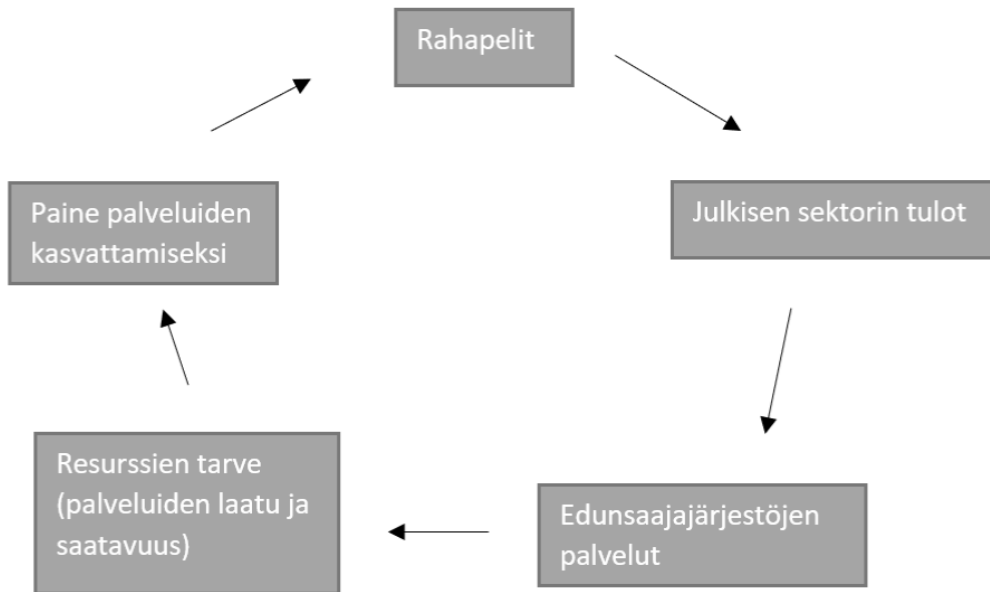 Rahapelit
Julkisen sektorin tulot
Edunsaajajärjestöjen
palvelut
Resurssien tarve
(palveluiden laatu ja
saatavuus)
Paine palveluiden
kasvattamiseksi